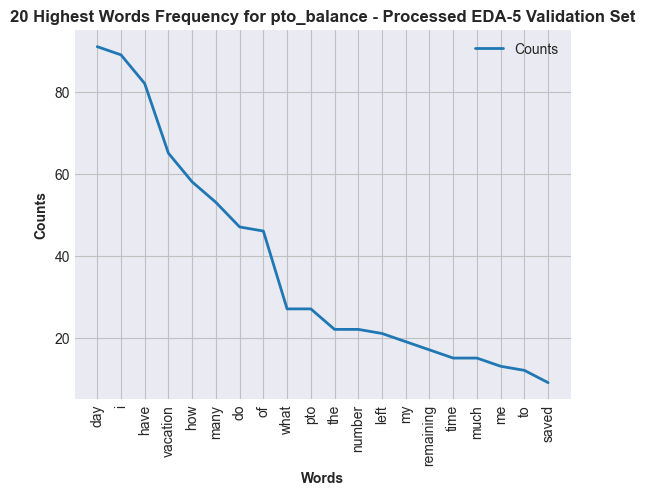 20 Highest Words Frequency for pto_balance - Processed EDA-5 Validation Set
Counts
Counts
80
60
40
20
day
i
have
vacation
how
many
do
of
what
pto
the
number
left
my
remaining
time
much
me
to
saved
Words